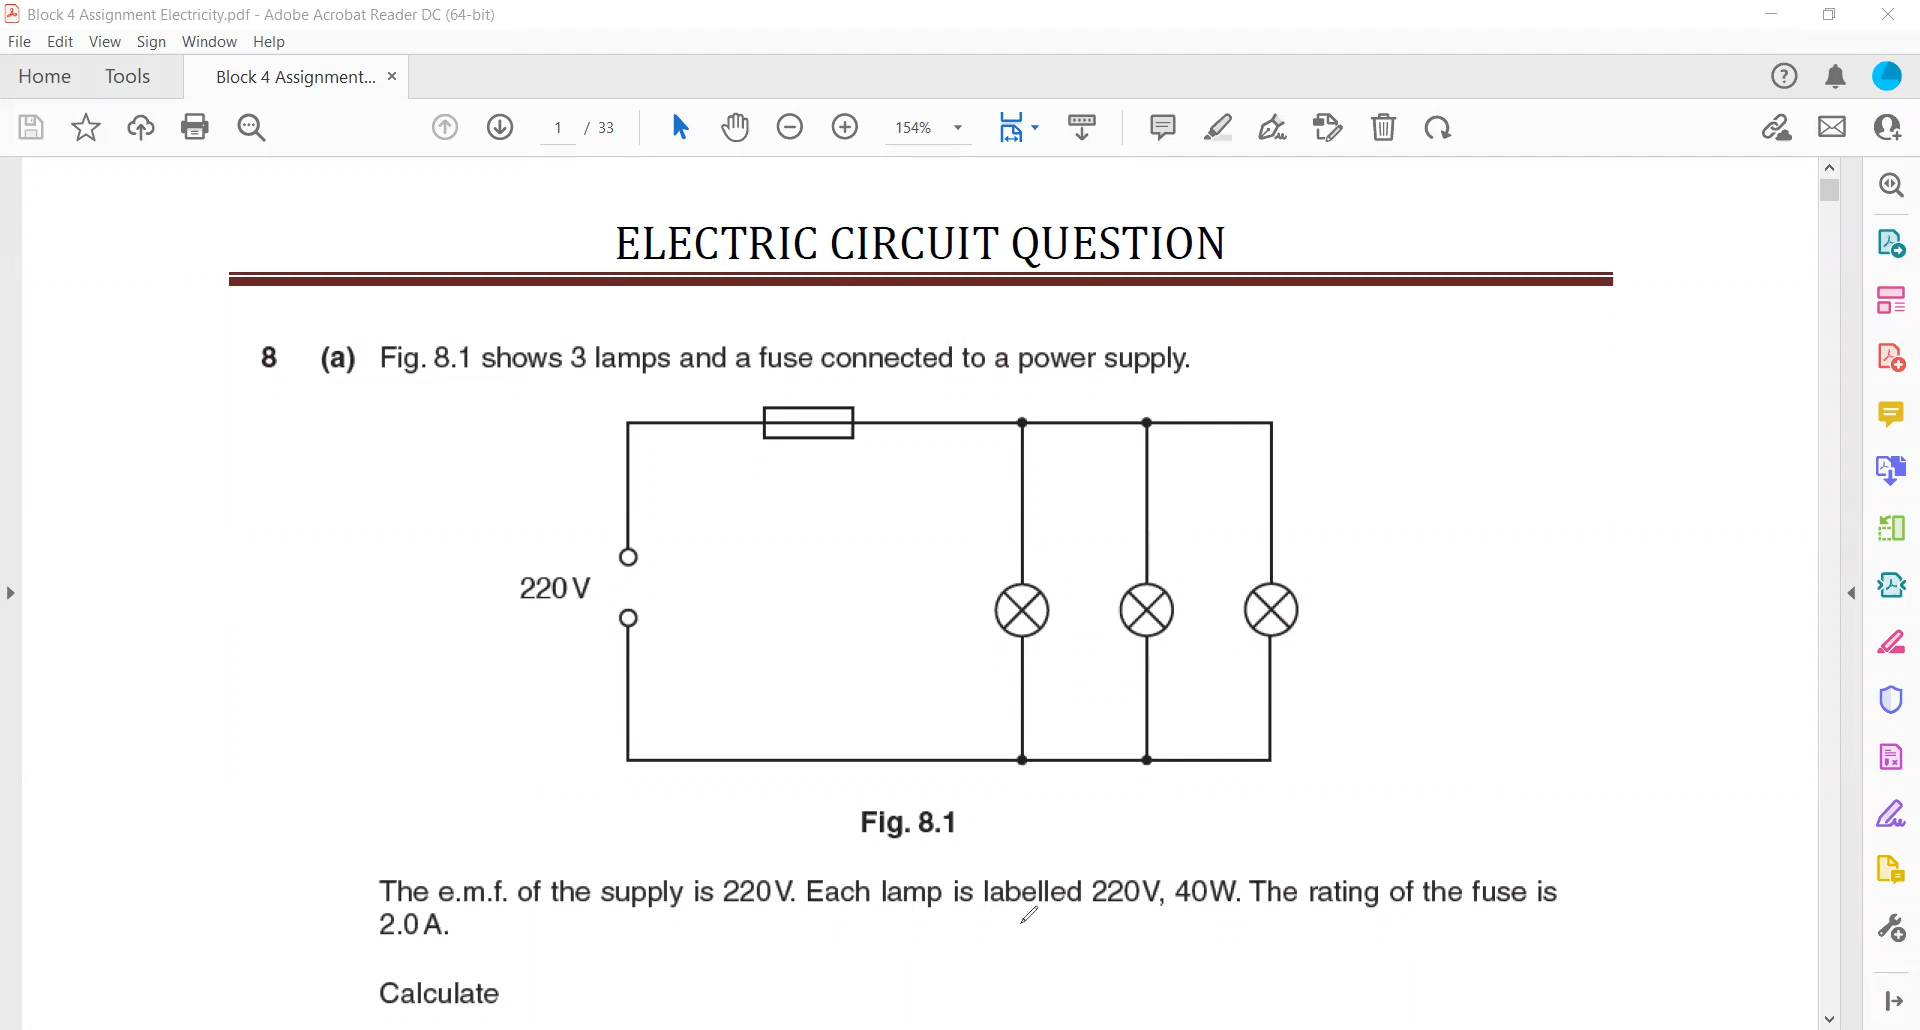 Block 4 Assignment Electricity.pdf - Adobe Acrobat Reader DC (64-bit)
File Edit View Sign Window Help
Home Tools Block 4 Assignment... ×
1 / 33 154%
ELECTRIC CIRCUIT QUESTION
8 (a) Fig. 8.1 shows 3 lamps and a fuse connected to a power supply.
220 V
Fig. 8.1
The e.m.f. of the supply is 220 V. Each lamp is labelled 220 V, 40 W. The rating of the fuse is
2.0 A.
Calculate